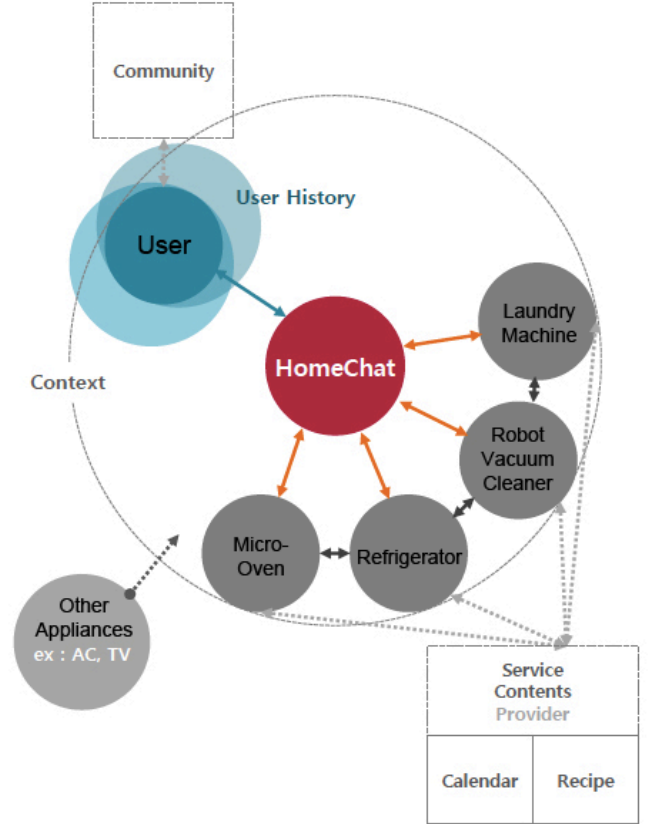 Community
User History
User
Laundry
Machine
HomeChat
Context
Robot
Vacuum
Cleaner
Micro-
Oven
Refrigerator
Other
Appliances
ex : AC, TV
Service
Contents
Provider
Calendar
Recipe